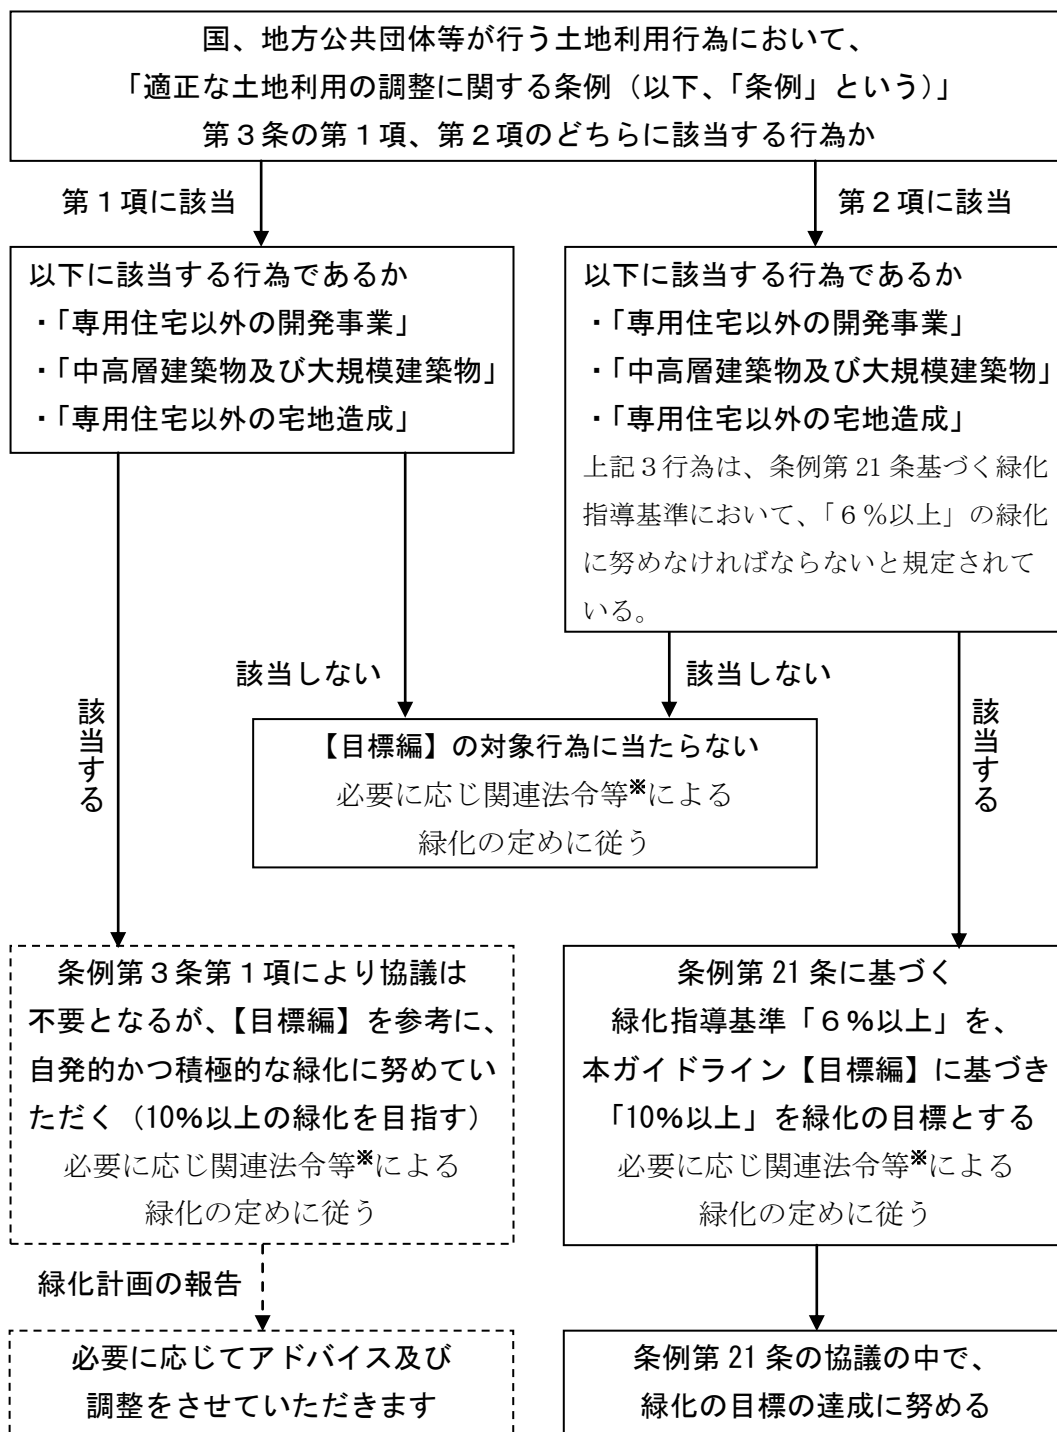 国、地方公共団体等が行う土地利用行為において、
「適正な土地利用の調整に関する条例（以下、「条例」という）」
第３条の第１項、第２項のどちらに該当する行為か
第１項に該当
第２項に該当
以下に該当する行為であるか
・「専用住宅以外の開発事業」
・「中高層建築物及び大規模建築物」
・「専用住宅以外の宅地造成」
以下に該当する行為であるか
・「専用住宅以外の開発事業」
・「中高層建築物及び大規模建築物」
・「専用住宅以外の宅地造成」
上記３行為は、条例第 21 条基づく緑化
指導基準において、「６％以上」の緑化
に努めなければならないと規定されて
いる。
該当しない
該当しない
該当する
該当する
【目標編】の対象行為に当たらない
必要に応じ関連法令等※による
緑化の定めに従う
条例第３条第１項により協議は
不要となるが、【目標編】を参考に、
自発的かつ積極的な緑化に努めてい
ただく（10％以上の緑化を目指す）
必要に応じ関連法令等※による
緑化の定めに従う
条例第 21 条に基づく
緑化指導基準「６％以上」を、
本ガイドライン【目標編】に基づき
「10％以上」を緑化の目標とする
必要に応じ関連法令等※による
緑化の定めに従う
緑化計画の報告
必要に応じてアドバイス及び
調整をさせていただきます
条例第 21 条の協議の中で、
緑化の目標の達成に努める